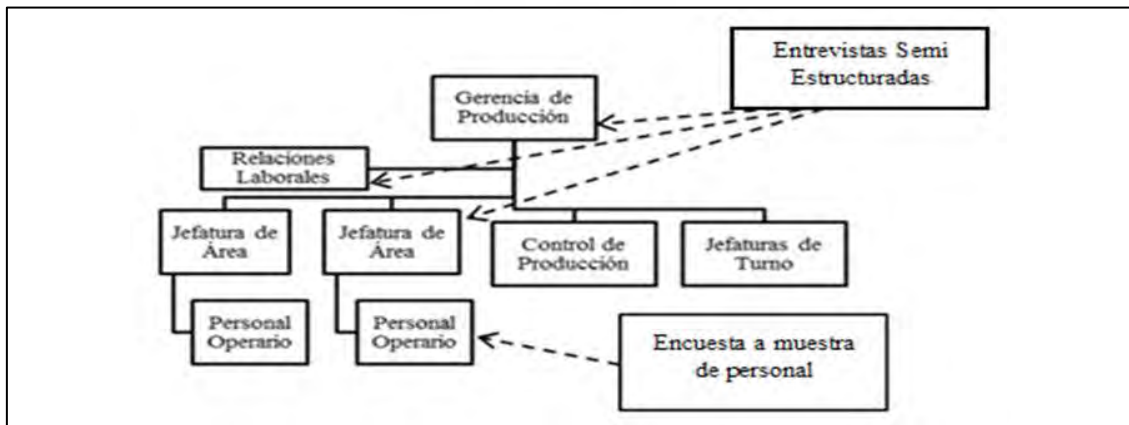 Entrevistas Semi
Estructuradas
Gerencia de
Producción
Relaciones
Laborales
Jefatura de
Área
Jefatura de
Área
Control de
Producción
Jefaturas de
Turno
Personal
Operario
Personal
Operario
Encuesta a muestra
de personal